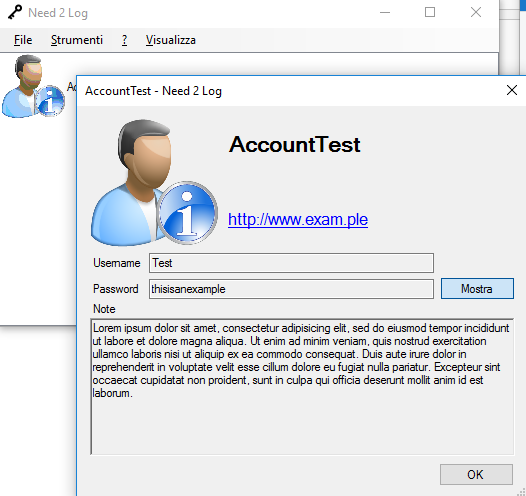 Need 2 Log
File Strumenti ? Visualizza
Ac
AccountTest - Need 2 Log
AccountTest
http://www.exam.ple
Username Test
Password thisisanexample Mostra
Note
Lorem ipsum dolor sit amet, consectetur adipisicing elit, sed do eiusmod tempor incididunt
ut labore et dolore magna aliqua. Ut enim ad minim veniam, quis nostrud exercitation
ullamco laboris nisi ut aliquip ex ea commodo consequat. Duis aute irure dolor in
reprehenderit in voluptate velit esse cillum dolore eu fugiat nulla pariatur. Excepteur sint
occaecat cupidatat non proident, sunt in culpa qui officia deserunt mollit anim id est
laborum.
OK